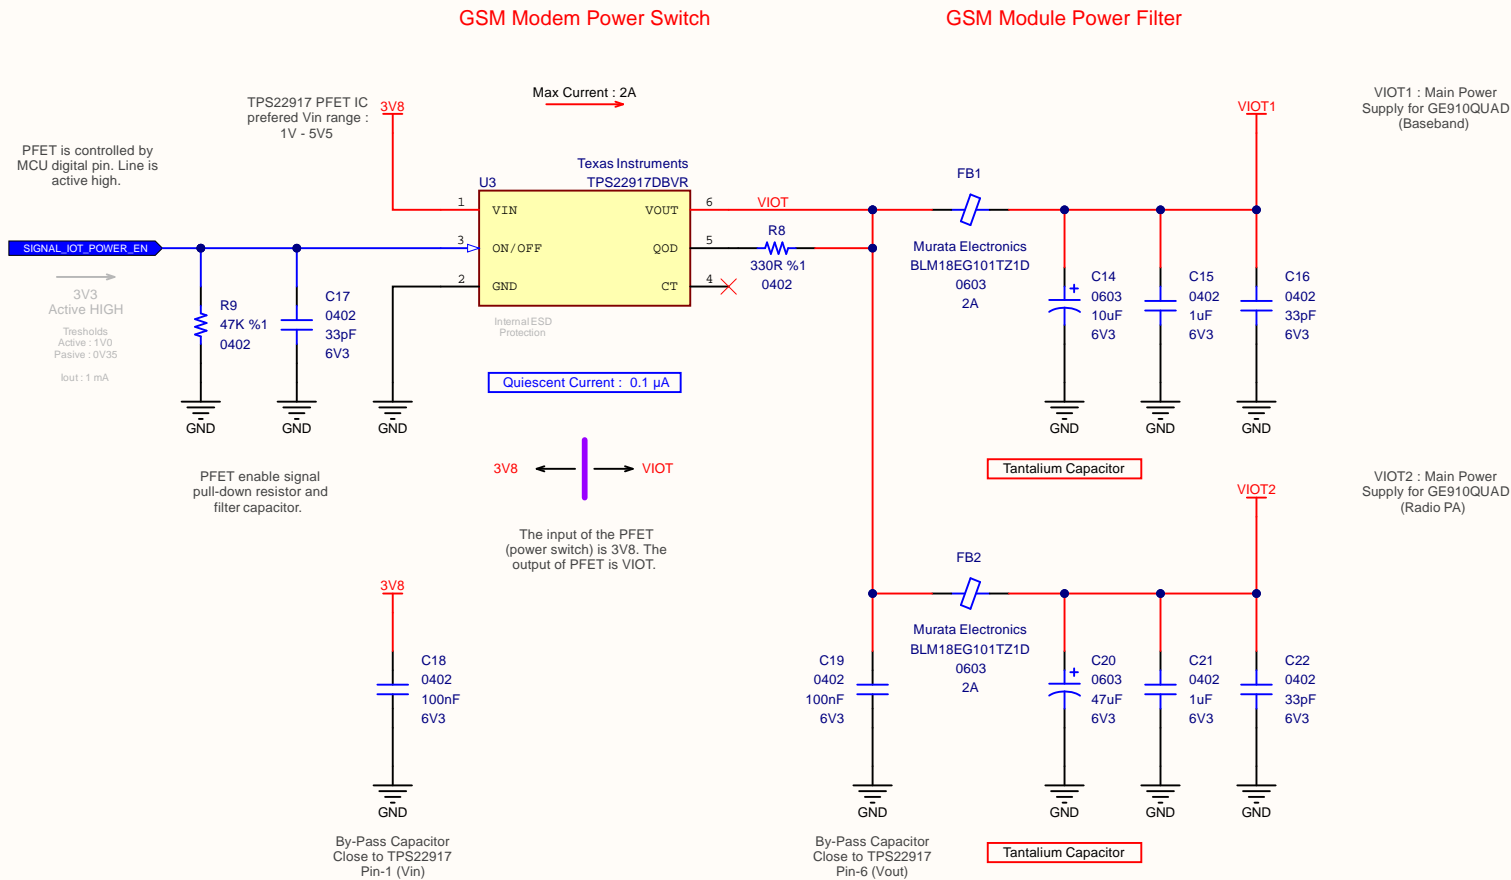 GSM Modem Power Switch
GSM Module Power Filter
TPS22917 PFET IC
prefered Vin range :
1V - 5V5
3V8
Max Current : 2A
VIOT1
VIOT1 : Main Power
Supply for GE910QUAD
(Baseband)
PFET is controlled by
MCU digital pin. Line is
active high.
Texas Instruments
U3
TPS22917DBVR
1
VIN
VOUT
6
VIOT
FB1
SIGNAL_IOT_POWER_EN
3
ON/OFF
QOD
5
R8
330R %1
0402
2
GND
CT
4
Murata Electronics
BLM18EG101TZ1D
0603
2A
3V3
Active HIGH
Tresholds
Active : 1V0
Pasive : 0V35
Iout : 1 mA
R9
47K %1
0402
C17
0402
33pF
6V3
Internal ESD
Protection
C14
0603
10uF
6V3
+
C15
0402
1uF
6V3
C16
0402
33pF
6V3
Quiescent Current : 0.1 µA
GND
GND
GND
GND
GND
GND
PFET enable signal
pull-down resistor and
filter capacitor.
3V8
VIOT
Tantalium Capacitor
VIOT2
VIOT2 : Main Power
Supply for GE910QUAD
(Radio PA)
The input of the PFET
(power switch) is 3V8. The
output of PFET is VIOT.
3V8
FB2
Murata Electronics
BLM18EG101TZ1D
0603
2A
C18
0402
100nF
6V3
C19
0402
100nF
6V3
C20
0603
47uF
6V3
+
C21
0402
1uF
6V3
C22
0402
33pF
6V3
GND
GND
GND
GND
GND
By-Pass Capacitor
Close to TPS22917
Pin-1 (Vin)
By-Pass Capacitor
Close to TPS22917
Pin-6 (Vout)
Tantalium Capacitor